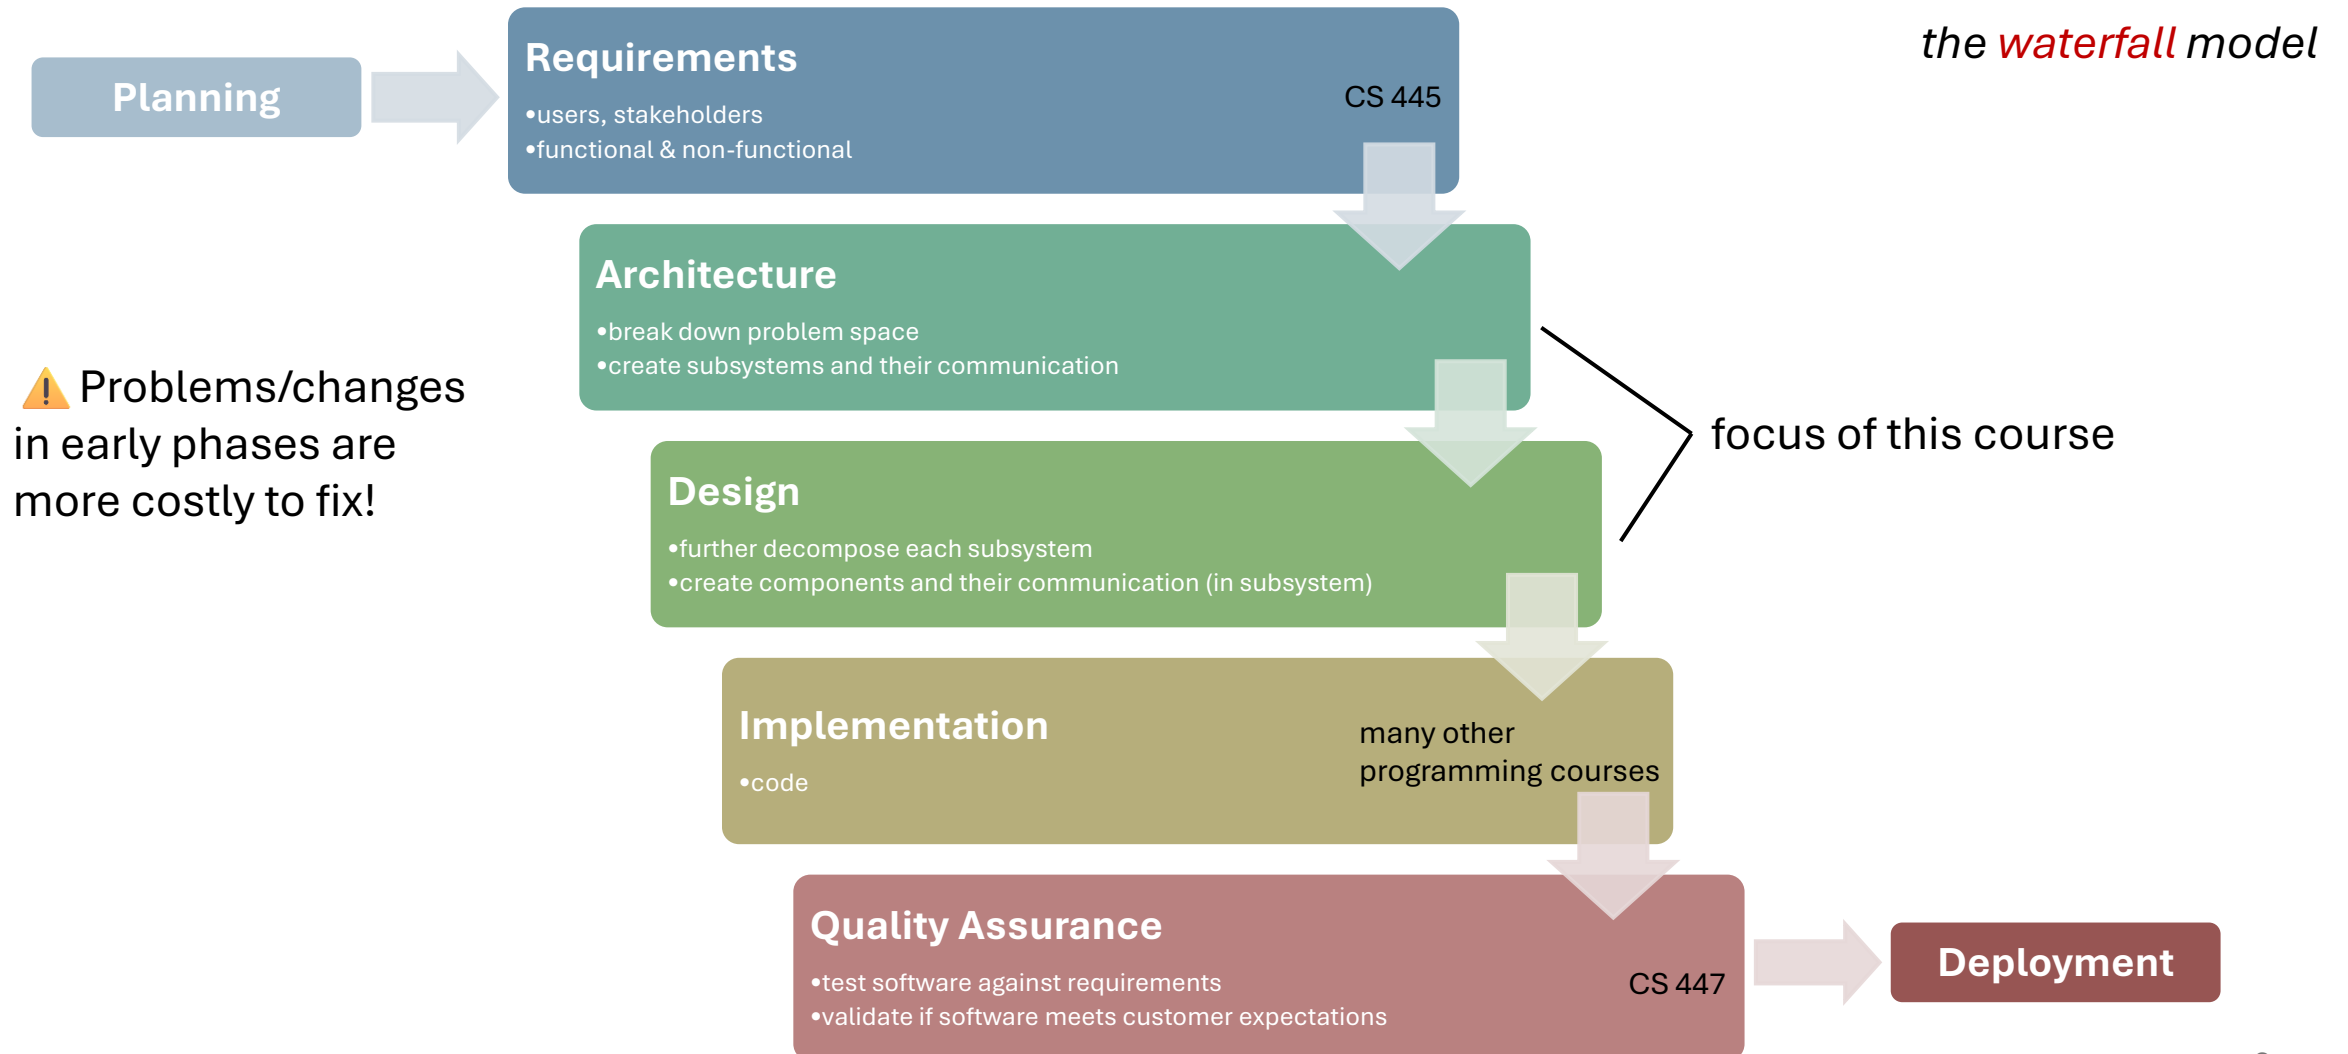 the waterfall model
Planning
Requirements
•users, stakeholders
•functional & non-functional
CS 445
Architecture
•break down problem space
•create subsystems and their communication
⚠️ Problems/changes
in early phases are
more costly to fix!
focus of this course
Design
•further decompose each subsystem
•create components and their communication (in subsystem)
Implementation
•code
many other
programming courses
Quality Assurance
•test software against requirements
•validate if software meets customer expectations
CS 447
Deployment